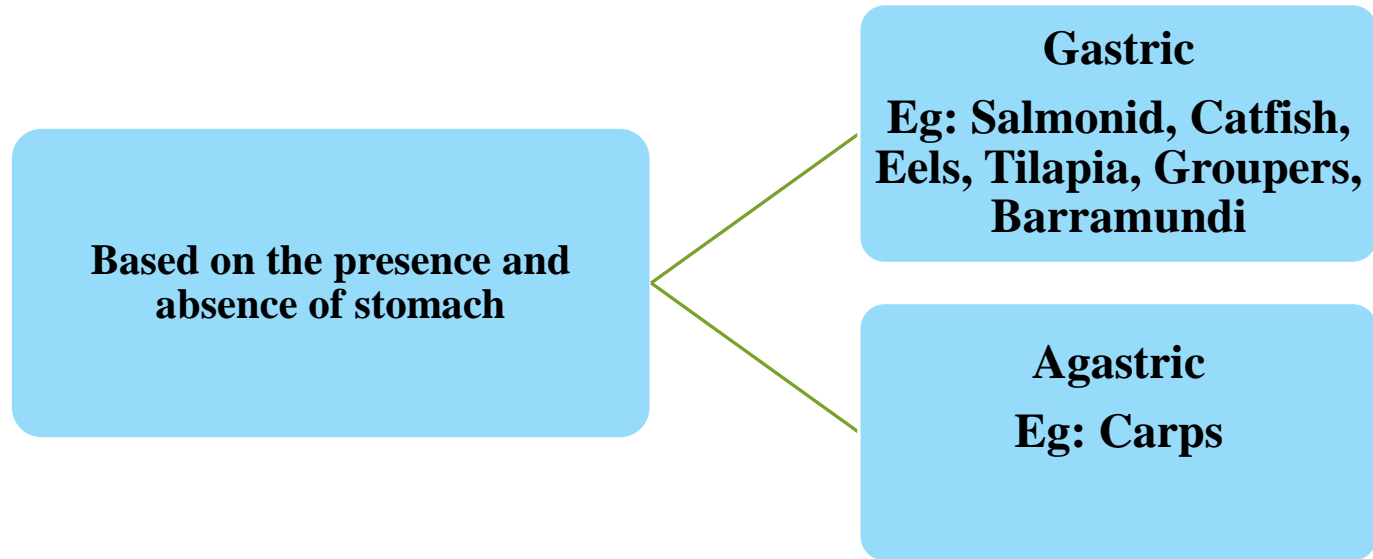 Based on the presence and
absence of stomach
Gastric
Eg: Salmonid, Catfish,
Eels, Tilapia, Groupers,
Barramundi
Agastric
Eg: Carps